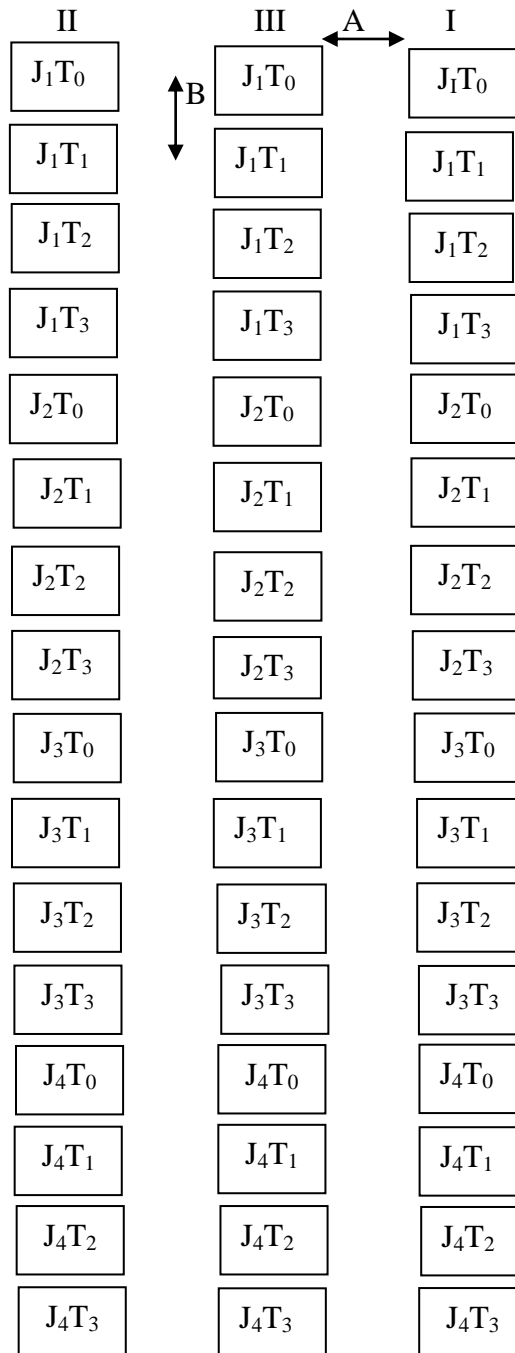 II III A I
J₁T₀ J₁T₀ JᵢT₀
B
J₁T₁ J₁T₁ J₁T₁
J₁T₂ J₁T₂ J₁T₂
J₁T₃ J₁T₃ J₁T₃
J₂T₀ J₂T₀ J₂T₀
J₂T₁ J₂T₁ J₂T₁
J₂T₂ J₂T₂ J₂T₂
J₂T₃ J₂T₃ J₂T₃
J₃T₀ J₃T₀ J₃T₀
J₃T₁ J₃T₁ J₃T₁
J₃T₂ J₃T₂ J₃T₂
J₃T₃ J₃T₃ J₃T₃
J₄T₀ J₄T₀ J₄T₀
J₄T₁ J₄T₁ J₄T₁
J₄T₂ J₄T₂ J₄T₂
J₄T₃ J₄T₃ J₄T₃